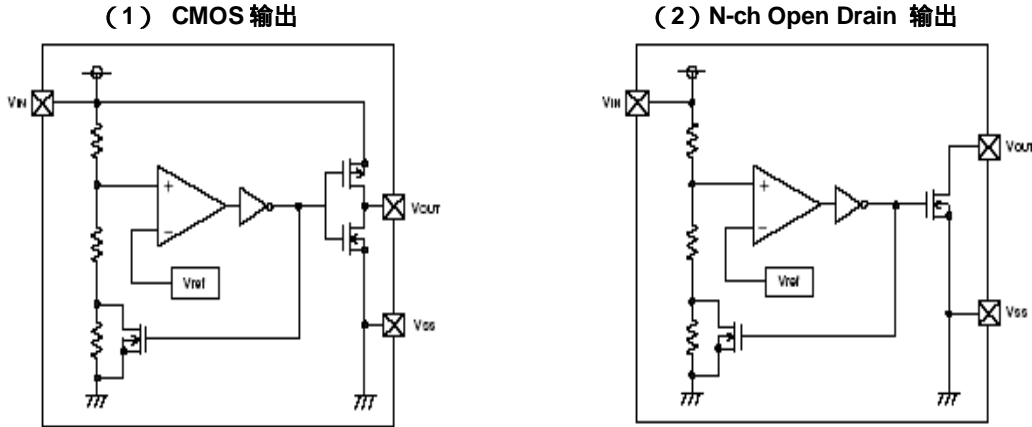 （1） CMOS 输出
VIN
+
−
Vref
VOUT
VSS
（2）N-ch Open Drain 输出
VIN
+
−
Vref
VOUT
VSS